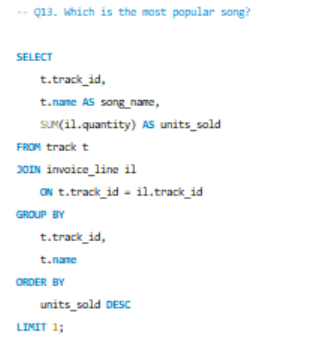 -- Q13. Which is the most popular song?
SELECT
t.track_id,
t.name AS song_name,
SUM(il.quantity) AS units_sold
FROM track t
JOIN invoice_line il
ON t.track_id = il.track_id
GROUP BY
t.track_id,
t.name
ORDER BY
units_sold DESC
LIMIT 1;